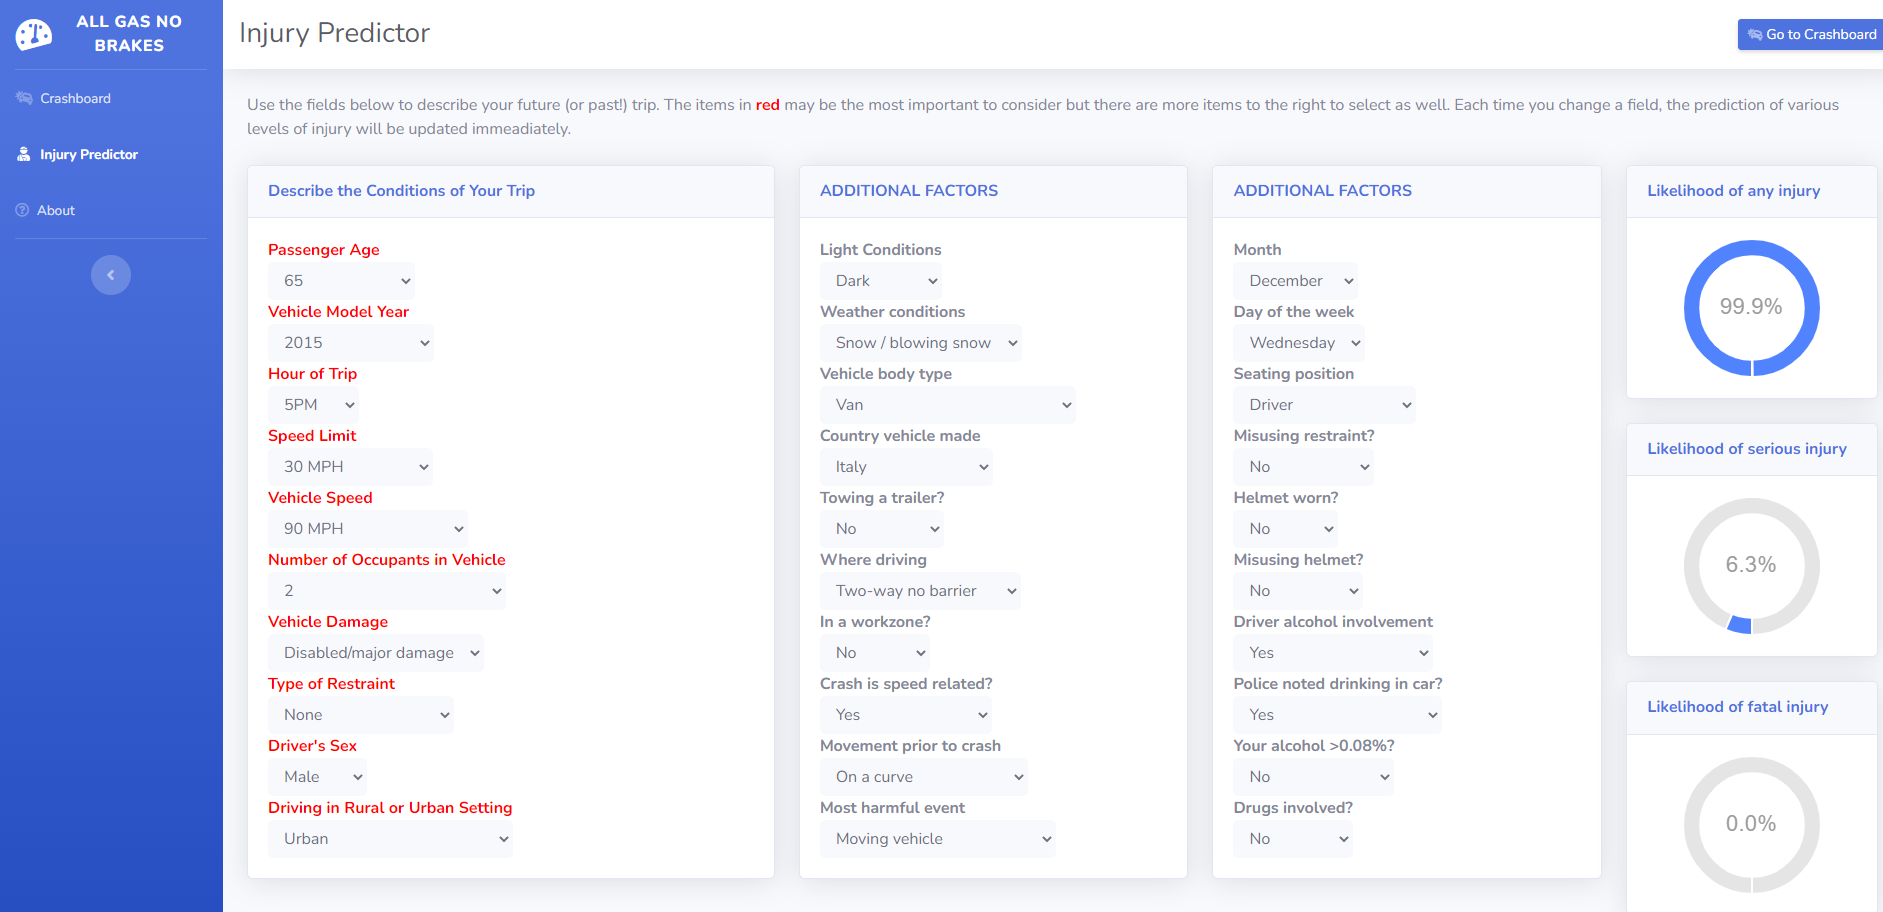 ALL GAS NO
BRAKES
Crashboard
Injury Predictor
About
Injury Predictor
Go to Crashboard
Use the fields below to describe your future (or past!) trip. The items in red may be the most important to consider but there are more items to the right to select as well. Each time you change a field, the prediction of various
levels of injury will be updated immeadiately.
Describe the Conditions of Your Trip
Passenger Age
65
Vehicle Model Year
2015
Hour of Trip
5PM
Speed Limit
30 MPH
Vehicle Speed
90 MPH
Number of Occupants in Vehicle
2
Vehicle Damage
Disabled/major damage
Type of Restraint
None
Driver's Sex
Male
Driving in Rural or Urban Setting
Urban
ADDITIONAL FACTORS
Light Conditions
Dark
Weather conditions
Snow / blowing snow
Vehicle body type
Van
Country vehicle made
Italy
Towing a trailer?
No
Where driving
Two-way no barrier
In a workzone?
No
Crash is speed related?
Yes
Movement prior to crash
On a curve
Most harmful event
Moving vehicle
ADDITIONAL FACTORS
Month
December
Day of the week
Wednesday
Seating position
Driver
Misusing restraint?
No
Helmet worn?
No
Misusing helmet?
No
Driver alcohol involvement
Yes
Police noted drinking in car?
Yes
Your alcohol >0.08%?
No
Drugs involved?
No
Likelihood of any injury
99.9%
Likelihood of serious injury
6.3%
Likelihood of fatal injury
0.0%